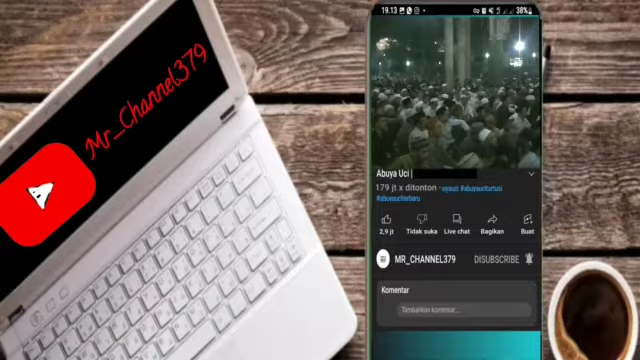 Mr_Channel379
19.13
38%
Abuya Uci |
179 jt x ditonton
#abuyauciturtusi
#abuyauciterbaru
2,9 jt
Tidak suka
Live chat
Bagikan
Buat
MR_CHANNEL379
DISUBSCRIBE
Komentar
Tambahkan komentar...